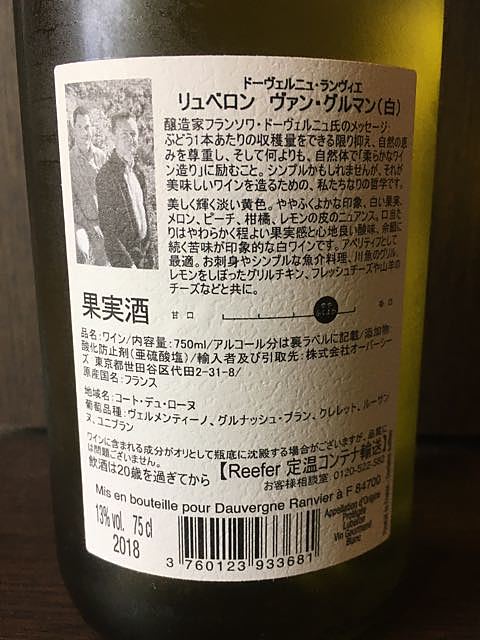 ドーヴェルニュ・ランヴィエ
リュベロン ヴァン・グルマン(白)
醸造家フランソワ・ドーヴェルニュ氏のメッセージ:
ぶどう1本あたりの収穫量をできる限り抑え、自然の恵
みを尊重し、そして何よりも、自然体で「柔らかなワイ
ン造り」に励むこと。シンプルかもしれませんが、それが
美味しいワインを造るための、私たちなりの哲学です。
美しく輝く淡い黄色。ややふくよかな印象、白い果実、
メロン、ピーチ、柑橘、レモンの皮のニュアンス。口当た
りはやわらかく程よい果実感と心地良い酸味、余韻に
続く苦味が印象的な白ワインです。アペリティフとして
最適。お刺身やシンプルな魚介料理、川魚のグリル、
レモンをしぼったグリルチキン、フレッシュチーズや山羊の
チーズなどと共に。
果実酒 甘口 やや辛口 辛口
品名:ワイン/内容量:750ml/アルコール分は裏ラベルに記載/添加物:
酸化防止剤(亜硫酸塩)/輸入者及び引取先:株式会社オーバーシー
ズ 東京都世田谷区代田2-31-8/
原産国名:フランス
地域名:コート・デュ・ローヌ
葡萄品種:ヴェルメンティーノ、グルナッシュ・ブラン、クレレット、ルーサン
ヌ、ユニブラン
ワインに含まれる成分がオリとして瓶底に沈殿する場合がございますが、品質に
は問題ございません。
飲酒は20歳を過ぎてから【Reefer 定温コンテナ輸送】
お客様相談室 0120-522-582
Mis en bouteille pour Dauvergne Ranvier à F 84700
13% vol. 75 cl
2018
Appellation d'Origine
Protégée
Luberon
Vin Gourmand
Blanc
3 760123 933681